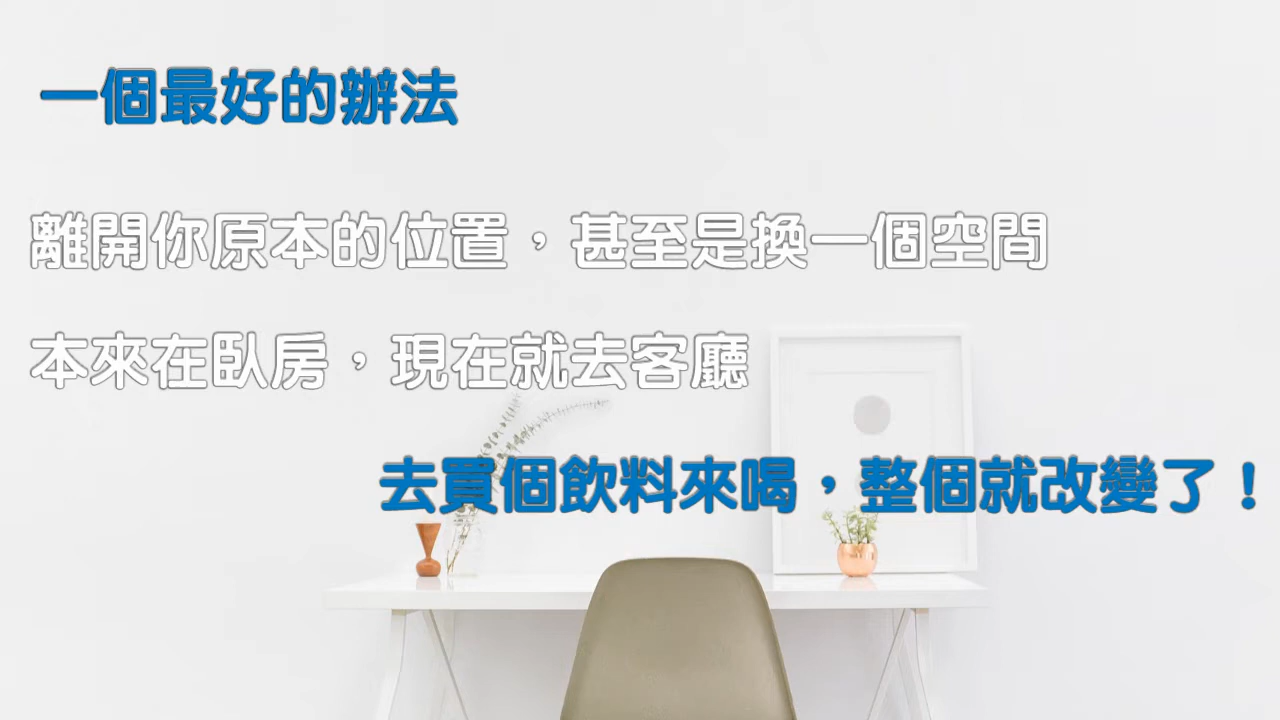 一個最好的辦法
離開你原本的位置，甚至是換一個空間
本來在臥房，現在就去客廳
去買個飲料來喝，整個就改變了！